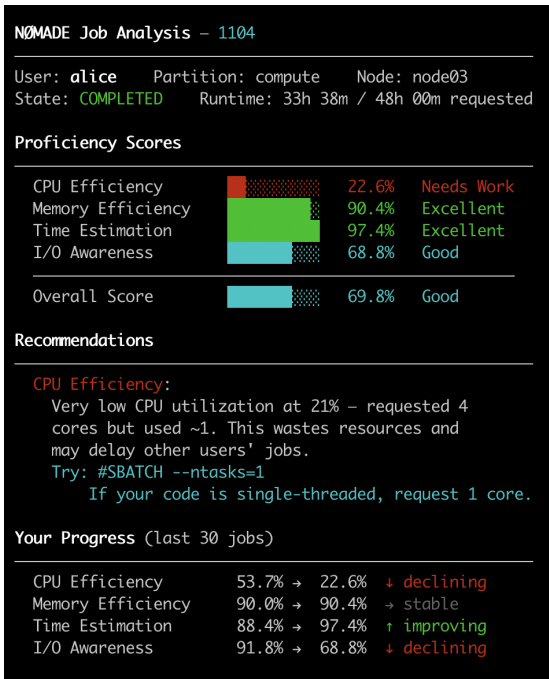 NØMADE Job Analysis — 1104
User: alice    Partition: compute    Node: node03
State: COMPLETED    Runtime: 33h 38m / 48h 00m requested
Proficiency Scores
CPU Efficiency    22.6%    Needs Work
Memory Efficiency    90.4%    Excellent
Time Estimation    97.4%    Excellent
I/O Awareness    68.8%    Good
Overall Score    69.8%    Good
Recommendations
CPU Efficiency:
Very low CPU utilization at 21% — requested 4
cores but used ~1. This wastes resources and
may delay other users' jobs.
Try: #SBATCH --ntasks=1
If your code is single-threaded, request 1 core.
Your Progress (last 30 jobs)
CPU Efficiency    53.7% → 22.6%  ↓ declining
Memory Efficiency    90.0% → 90.4%  → stable
Time Estimation    88.4% → 97.4%  ↑ improving
I/O Awareness    91.8% → 68.8%  ↓ declining